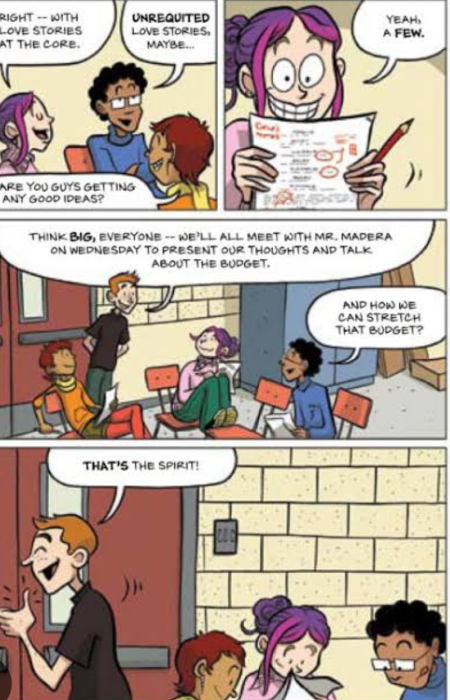 RIGHT -- WITH
LOVE STORIES
AT THE CORE.
UNREQUITED
LOVE STORIES,
MAYBE...
ARE YOU GUYS GETTING
ANY GOOD IDEAS?
YEAH,
A FEW.
THINK BIG, EVERYONE -- WE'LL ALL MEET WITH MR. MADERA
ON WEDNESDAY TO PRESENT OUR THOUGHTS AND TALK
ABOUT THE BUDGET.
AND HOW WE
CAN STRETCH
THAT BUDGET?
THAT'S THE SPIRIT!